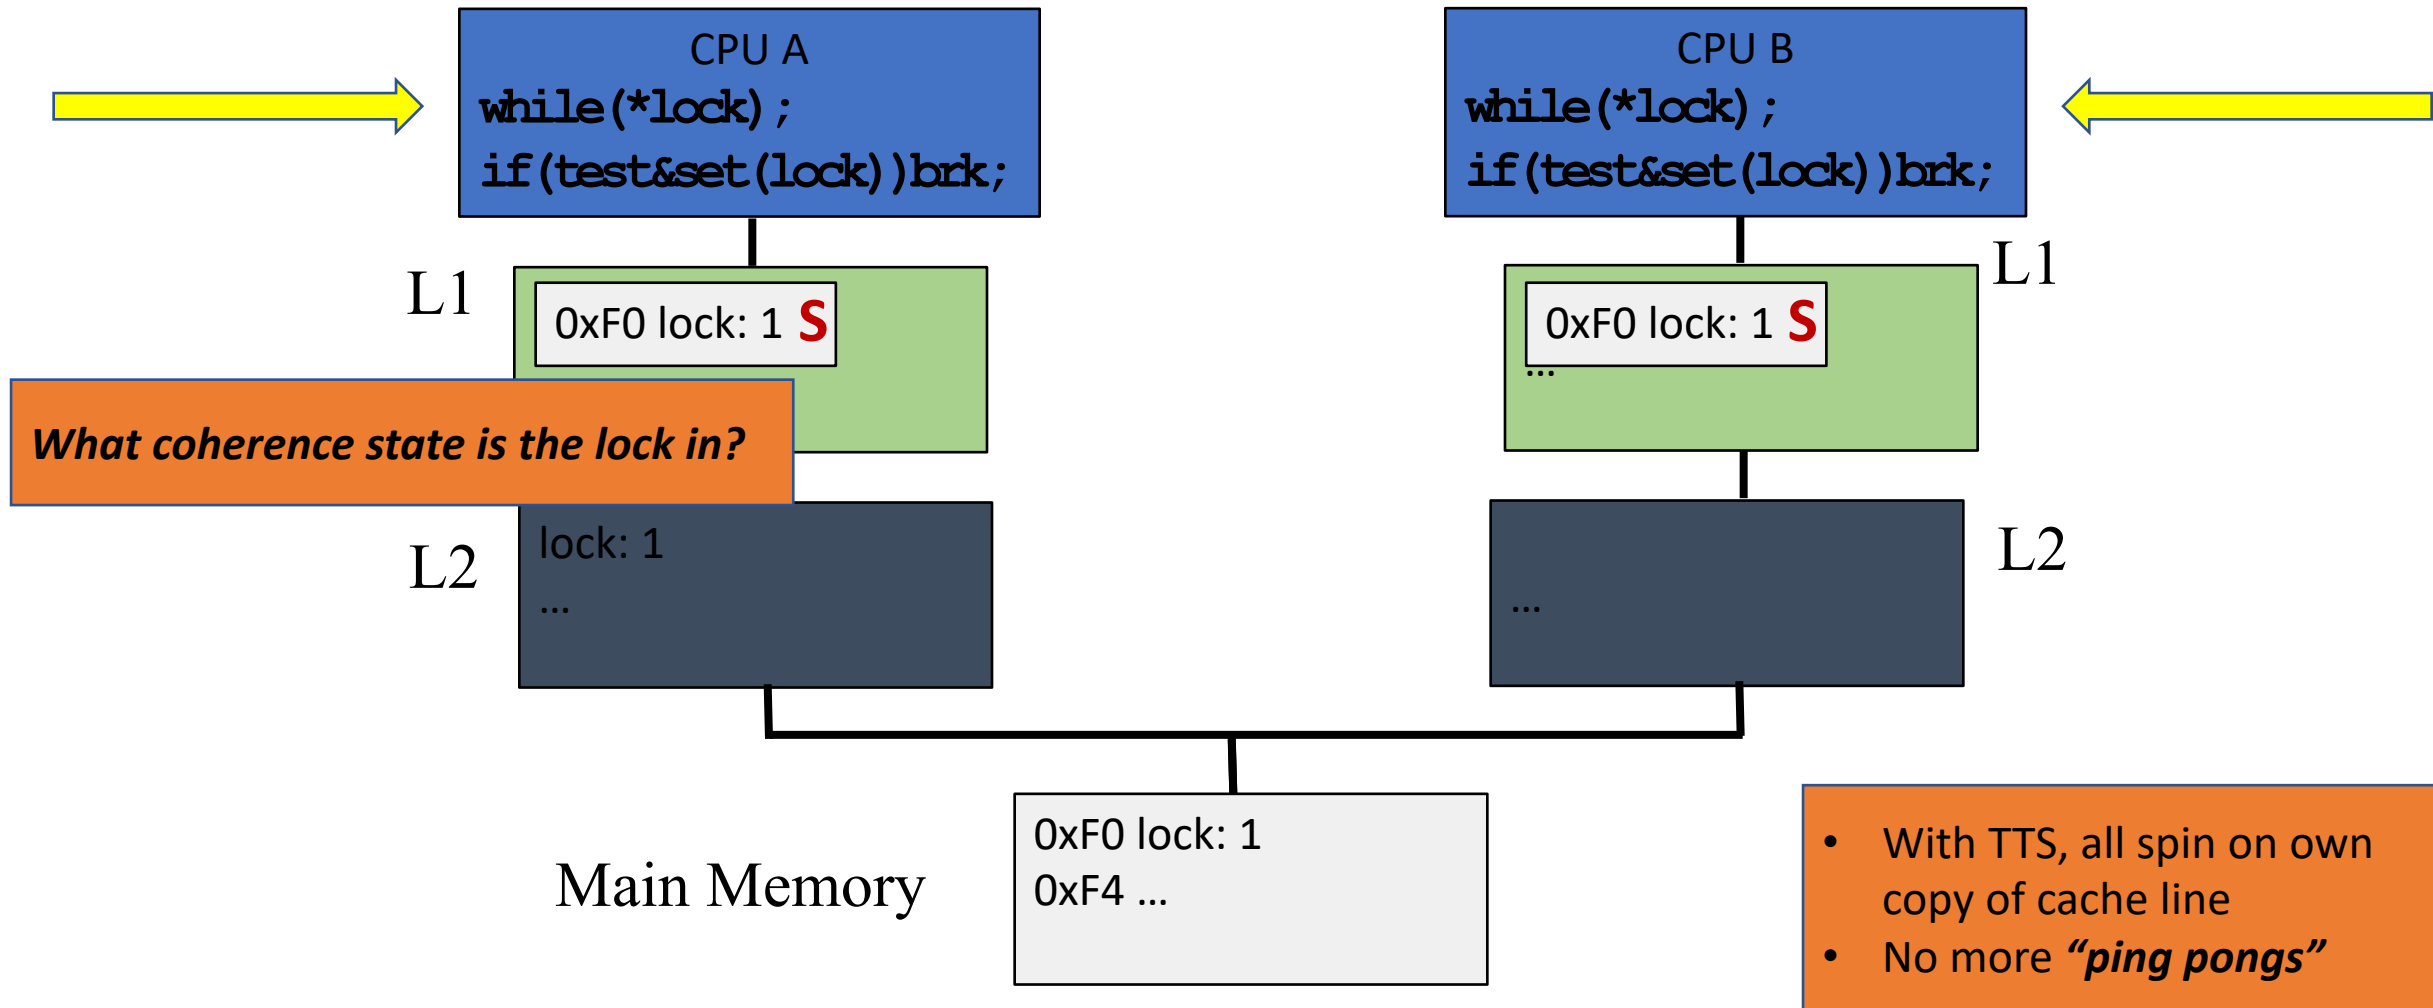 CPU A
while(*lock);
if(test&set(lock))brk;
CPU B
while(*lock);
if(test&set(lock))brk;
L1
0xF0 lock: 1 S
0xF0 lock: 1 S
...
L1
What coherence state is the lock in?
L2
lock: 1
...
...
L2
Main Memory
0xF0 lock: 1
0xF4 ...
• With TTS, all spin on own
copy of cache line
• No more “ping pongs”